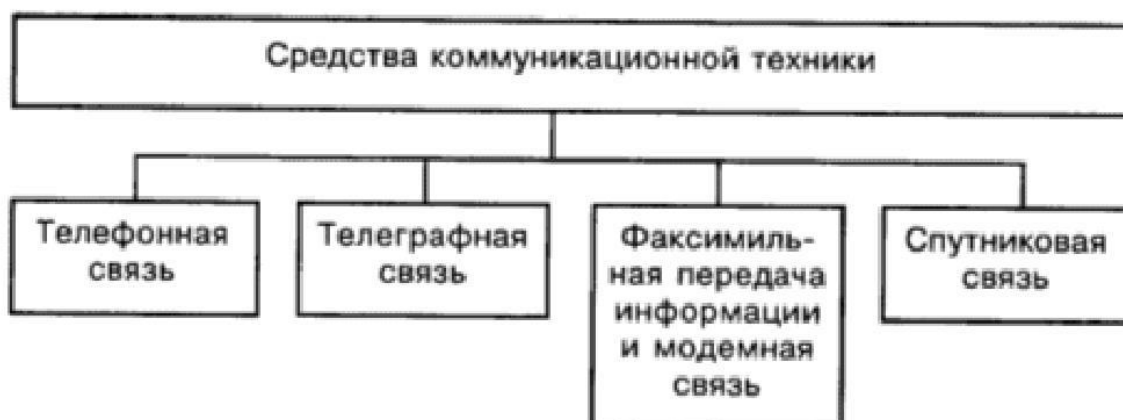 Средства коммуникационной техники
Телефонная
связь
Телеграфная
связь
Факсимиль-
ная передача
информации
и модемная
связь
Спутниковая
связь